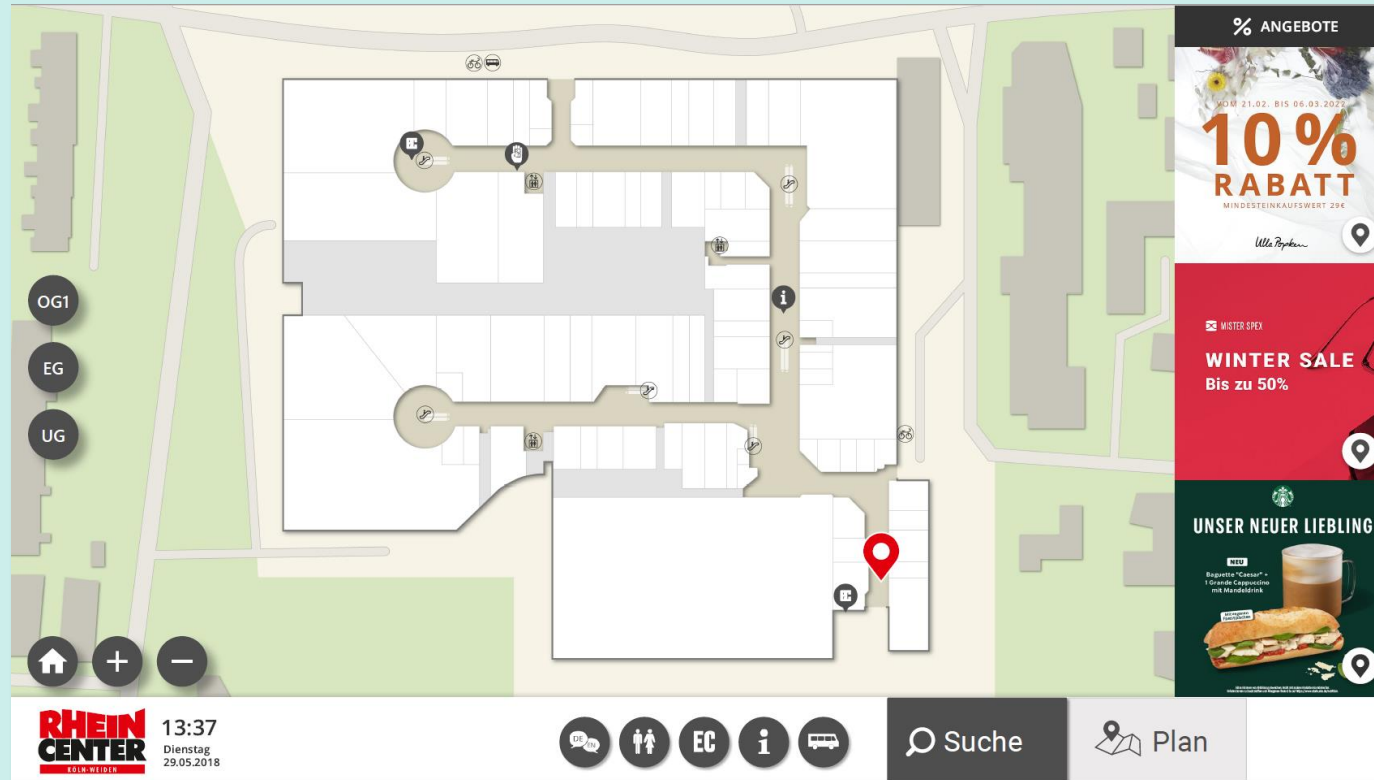 % ANGEBOTE
VOM 21.02. BIS 06.03.2022
10%
RABATT
MINDESTEINKAUFSWERT 29€
Ulla Popken
MISTER SPEX
WINTER SALE
Bis zu 50%
UNSER NEUER LIEBLING
NEU
Baguette "Caesar" +
1 Grande Cappuccino
mit Mandeldrink
OG1
EG
UG
EC
i
EC
+
−
RHEIN
CENTER
KÖLN-WEIDEN
13:37
Dienstag
29.05.2018
DE EN
EC
i
Suche
Plan